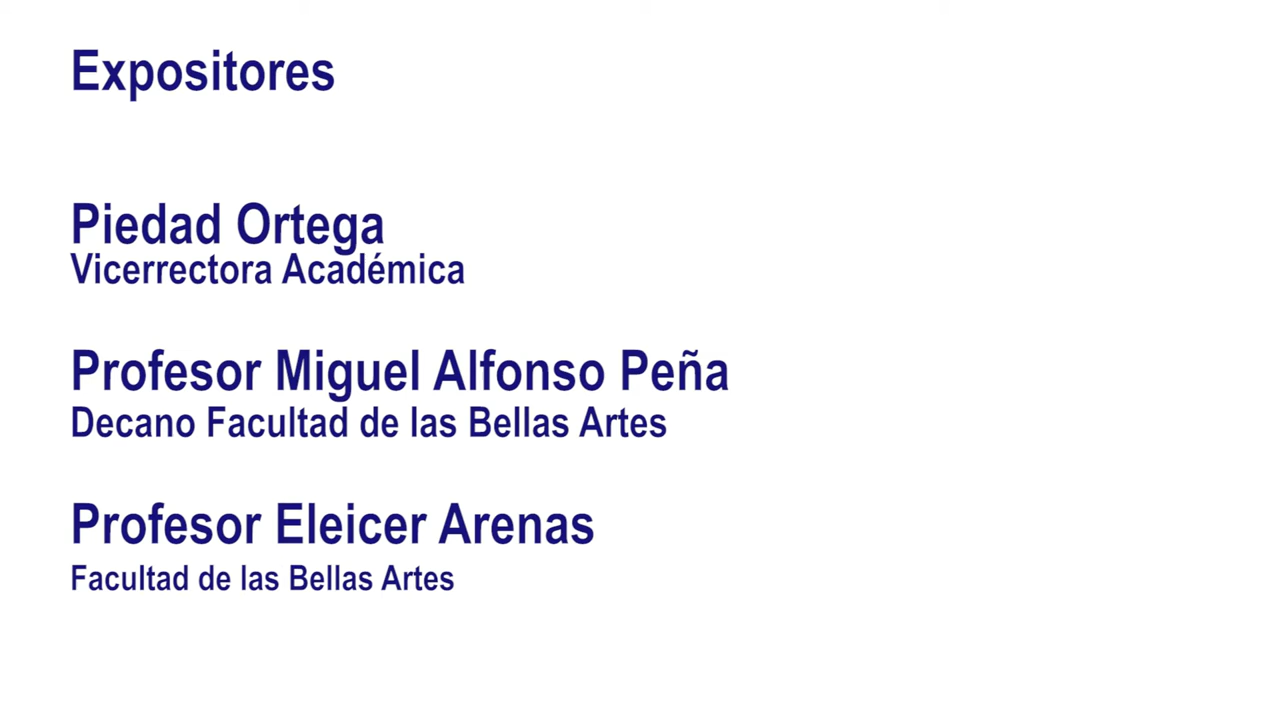 Expositores
Piedad Ortega
Vicerrectora Académica
Profesor Miguel Alfonso Peña
Decano Facultad de las Bellas Artes
Profesor Eleicer Arenas
Facultad de las Bellas Artes